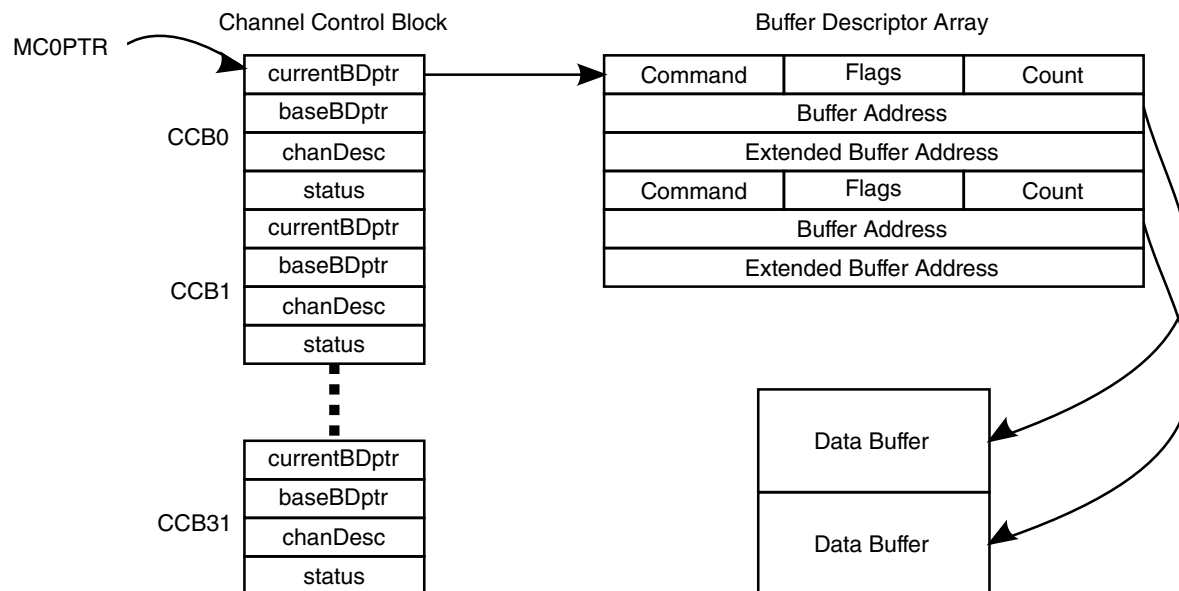 Channel Control Block
Buffer Descriptor Array
MC0PTR
currentBDptr
baseBDptr
CCB0
chanDesc
status
currentBDptr
baseBDptr
CCB1
chanDesc
status
currentBDptr
baseBDptr
CCB31
chanDesc
status
Command Flags Count
Buffer Address
Extended Buffer Address
Command Flags Count
Buffer Address
Extended Buffer Address
Data Buffer
Data Buffer